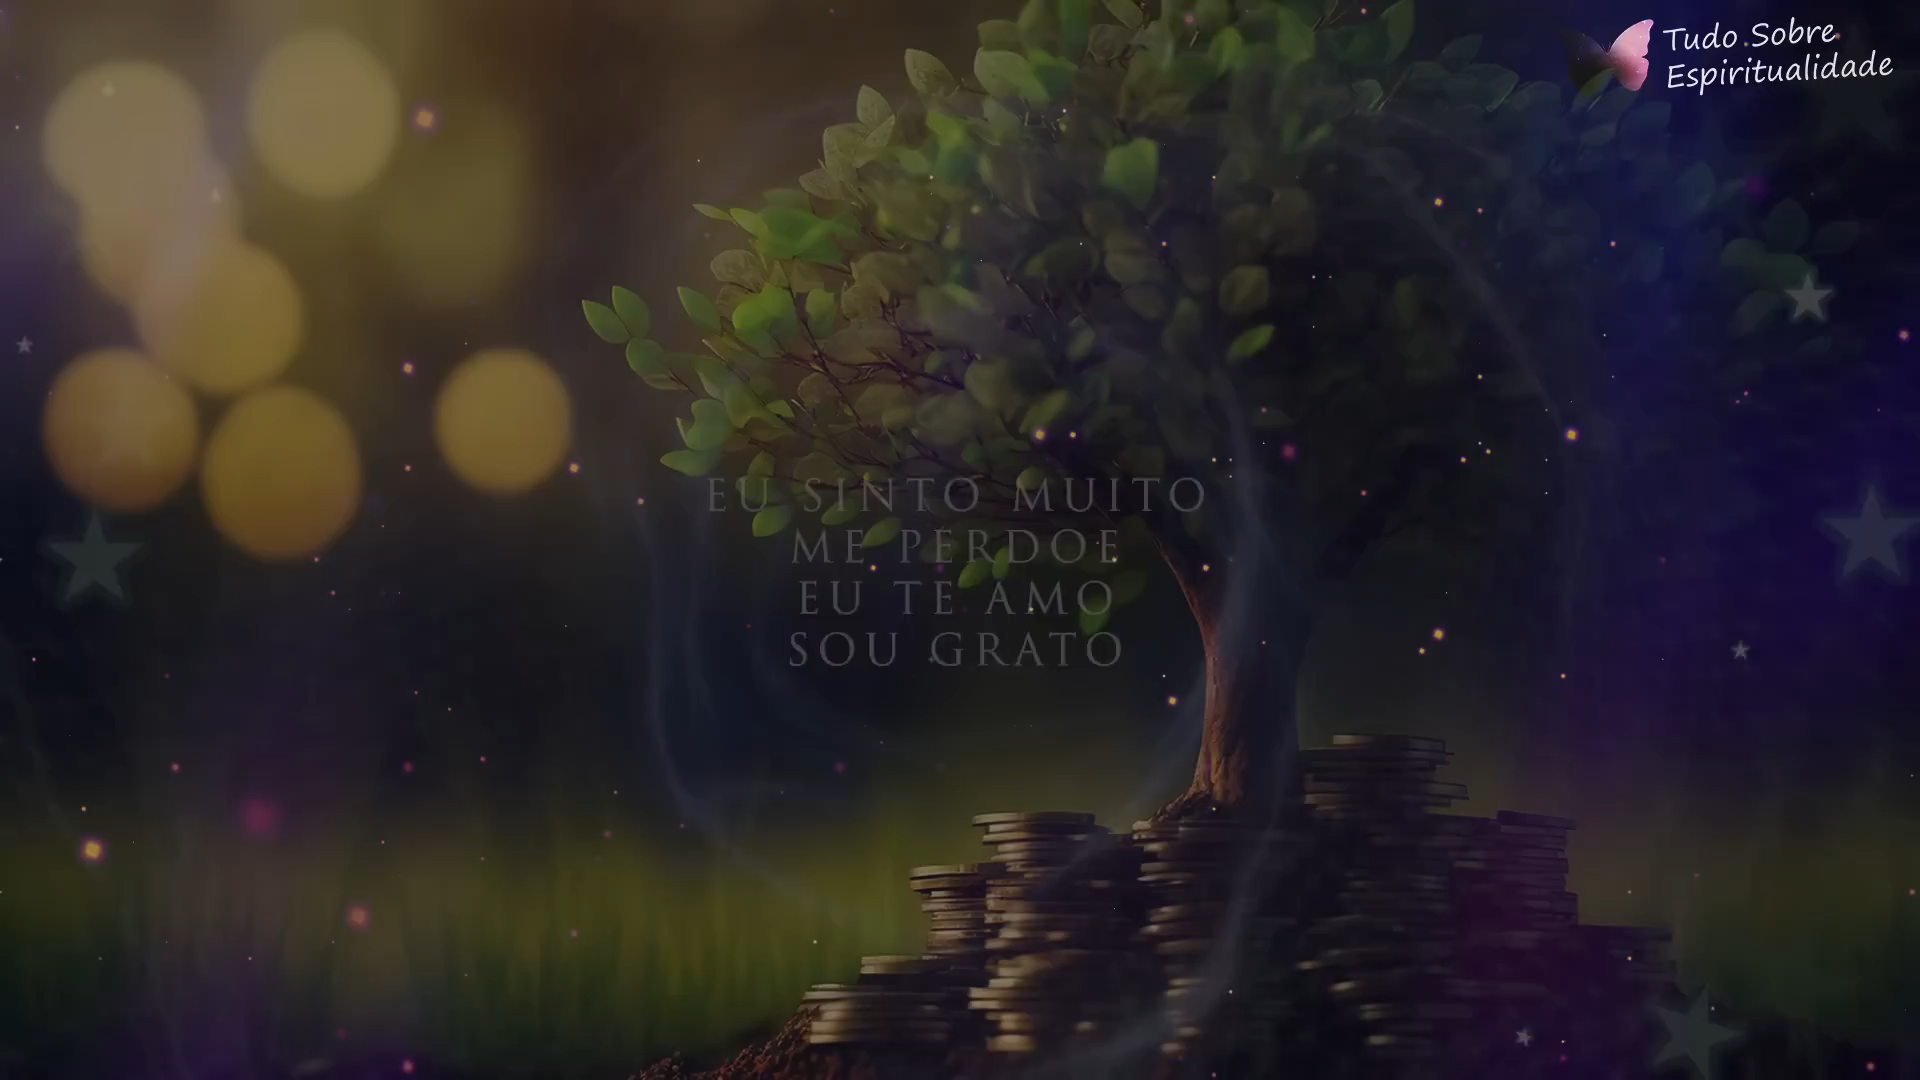 Tudo Sobre
Espiritualidade
EU SINTO MUITO
ME PERDOE
EU TE AMO
SOU GRATO